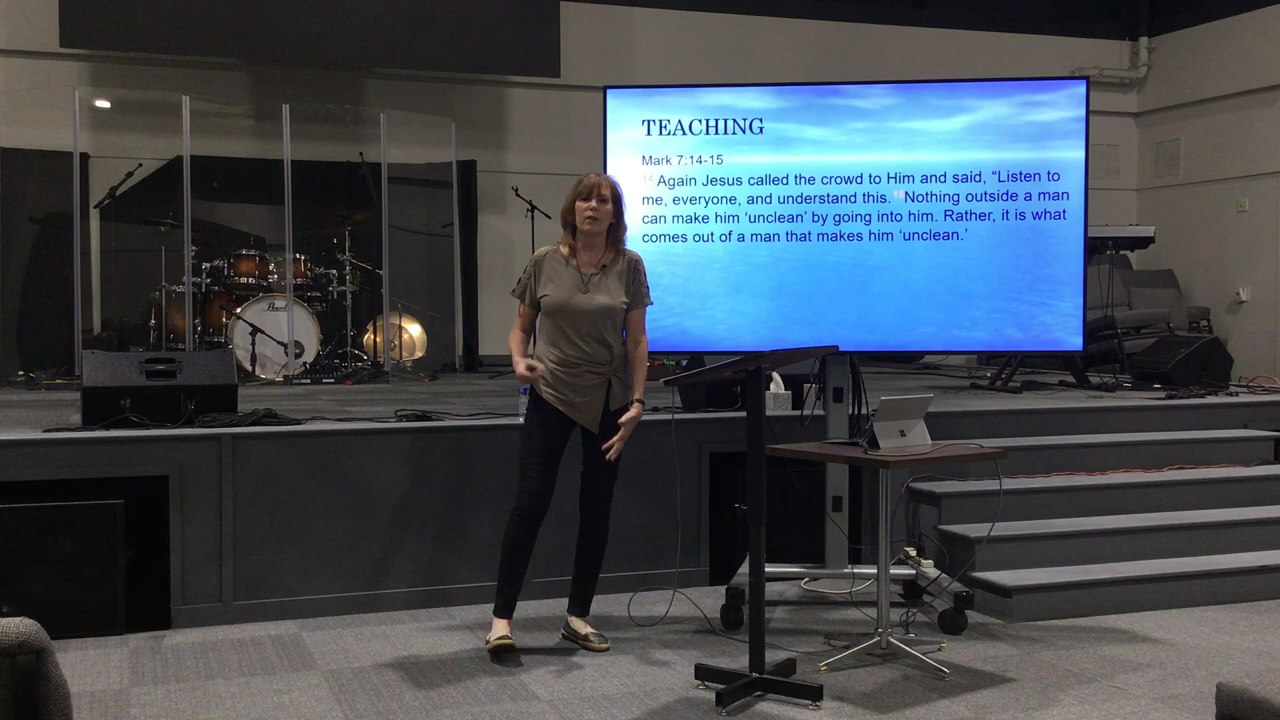 TEACHING
Mark 7:14-15
14 Again Jesus called the crowd to Him and said, “Listen to
me, everyone, and understand this. 15 Nothing outside a man
can make him ‘unclean’ by going into him. Rather, it is what
comes out of a man that makes him ‘unclean.’
Pearl